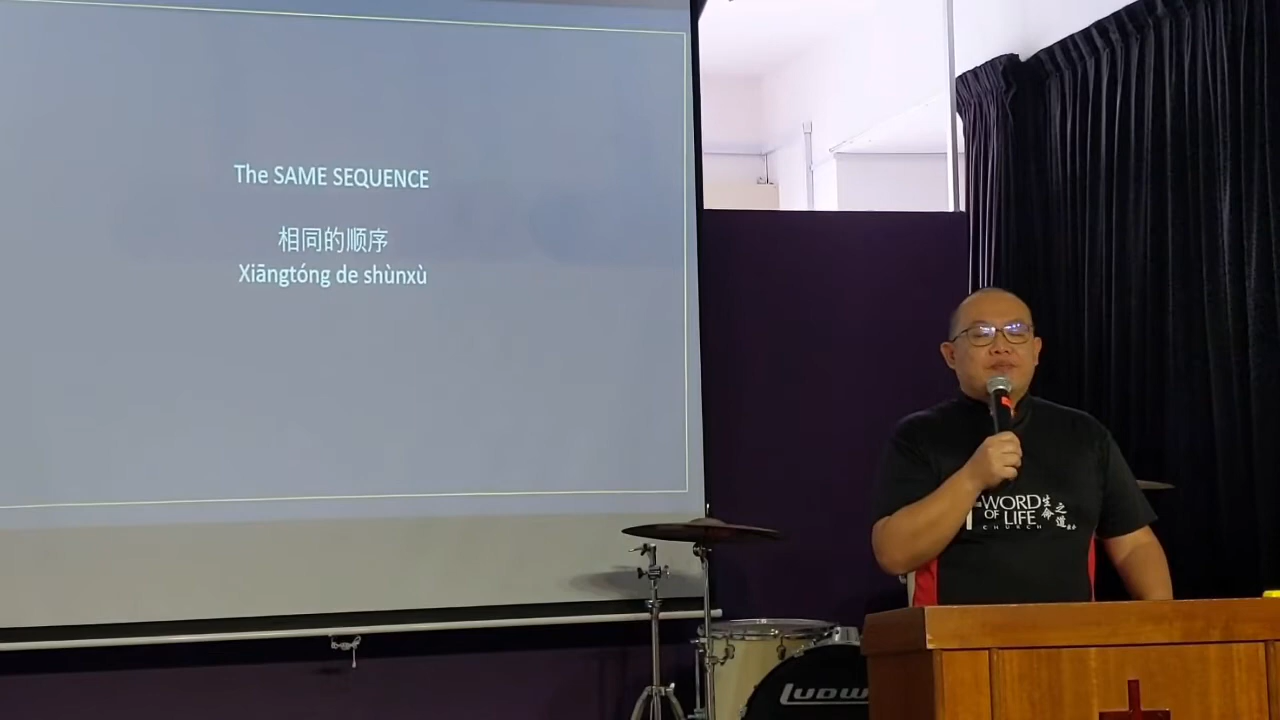 The SAME SEQUENCE
相同的顺序
Xiāngtóng de shùnxù
WORD
OF LIFE
CHURCH
生命之道
LUDW